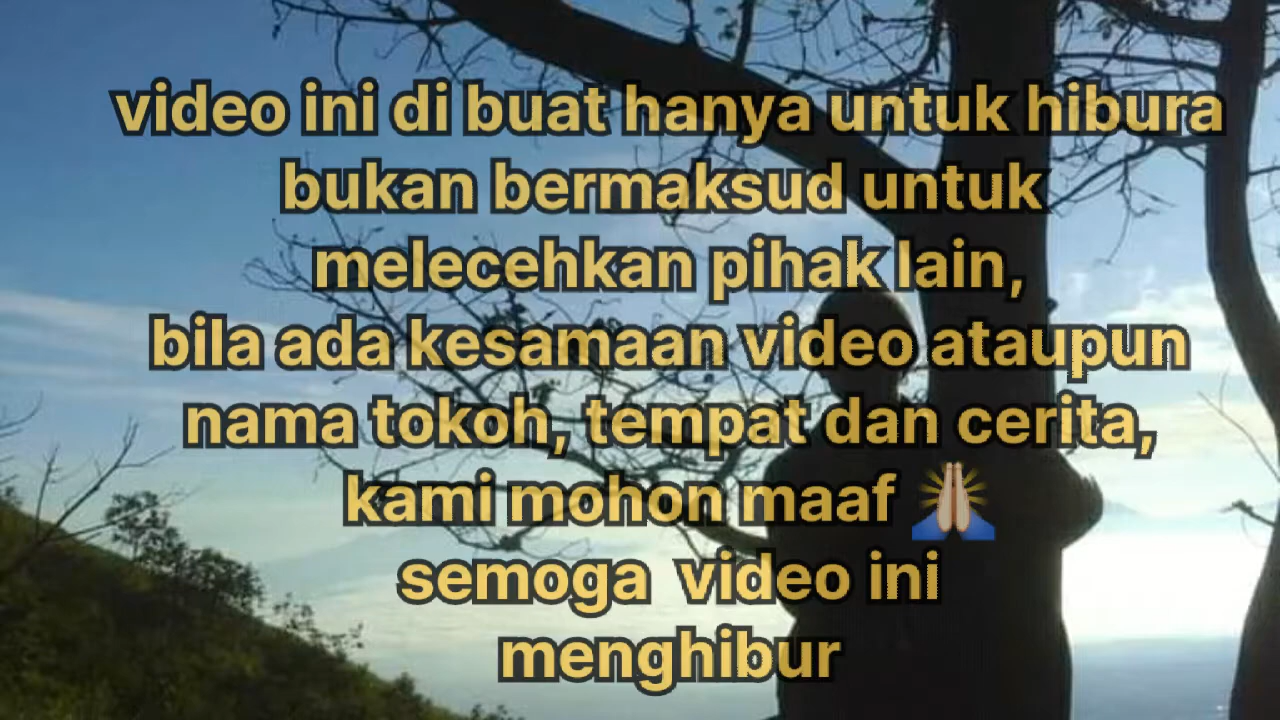 video ini di buat hanya untuk hibura
bukan bermaksud untuk
melecehkan pihak lain,
bila ada kesamaan video ataupun
nama tokoh, tempat dan cerita,
kami mohon maaf 🙏
semoga  video ini
menghibur